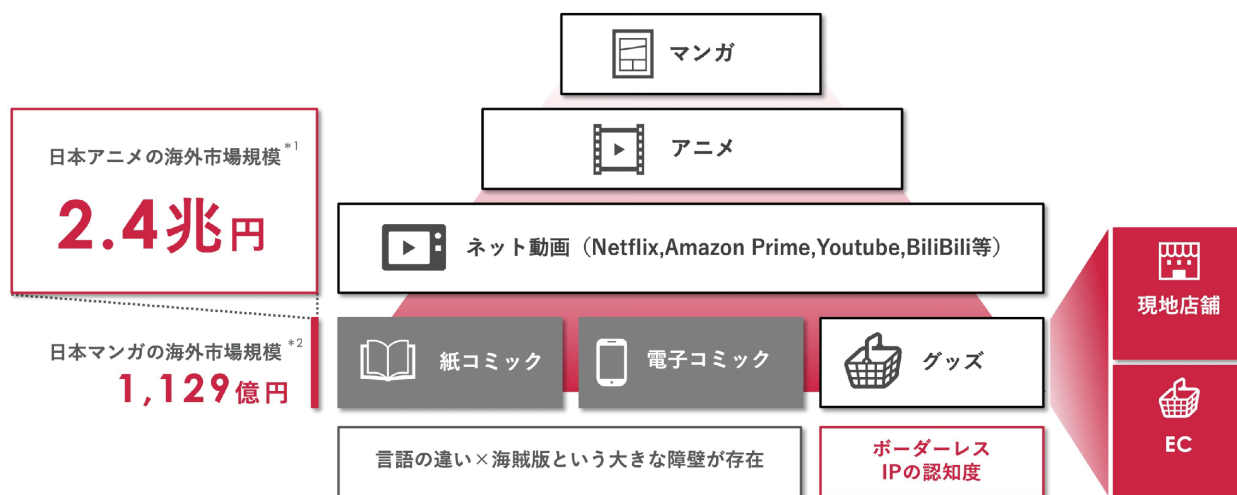 マンガ
アニメ
日本アニメの海外市場規模*1
2.4兆円
ネット動画（Netflix,Amazon Prime,Youtube,BiliBili等）
現地店舗
日本マンガの海外市場規模*2
1,129億円
紙コミック
電子コミック
グッズ
EC
言語の違い×海賊版という大きな障壁が存在
ボーダーレス
IPの認知度